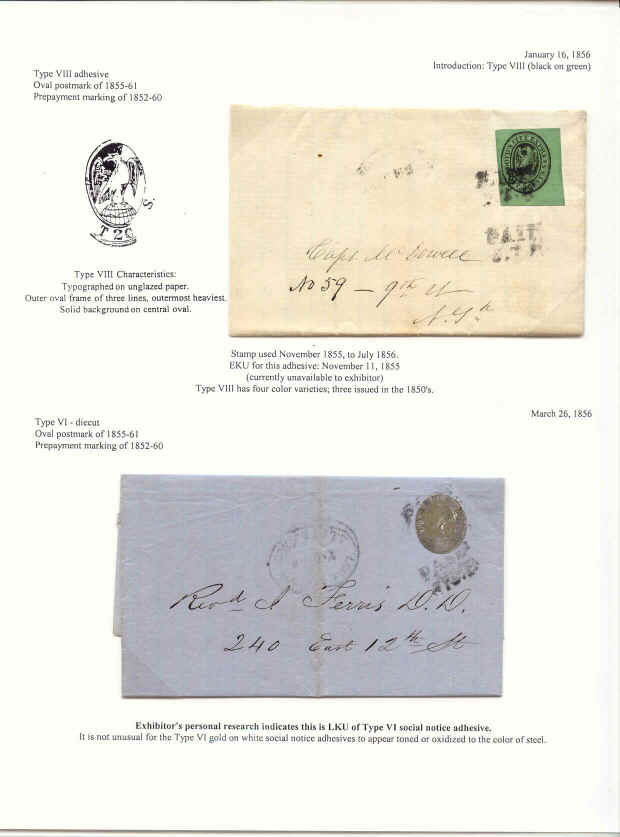 January 16, 1856
Introduction: Type VIII (black on green)
Type VIII adhesive
Oval postmark of 1855-61
Prepayment marking of 1852-60
T 2C S.
PAID
Capt McDowell
No 59 — 9th St
N. Yk
Type VIII Characteristics:
Typographed on unglazed paper.
Outer oval frame of three lines, outermost heaviest.
Solid background on central oval.
Stamp used November 1855, to July 1856.
EKU for this adhesive: November 11, 1855
(currently unavailable to exhibitor)
Type VIII has four color varieties; three issued in the 1850's.
March 26, 1856
Type VI - diecut
Oval postmark of 1855-61
Prepayment marking of 1852-60
PAID
Revd I Ferris D.D.
240 East 12th St
Exhibitor's personal research indicates this is LKU of Type VI social notice adhesive.
It is not unusual for the Type VI gold on white social notice adhesives to appear toned or oxidized to the color of steel.